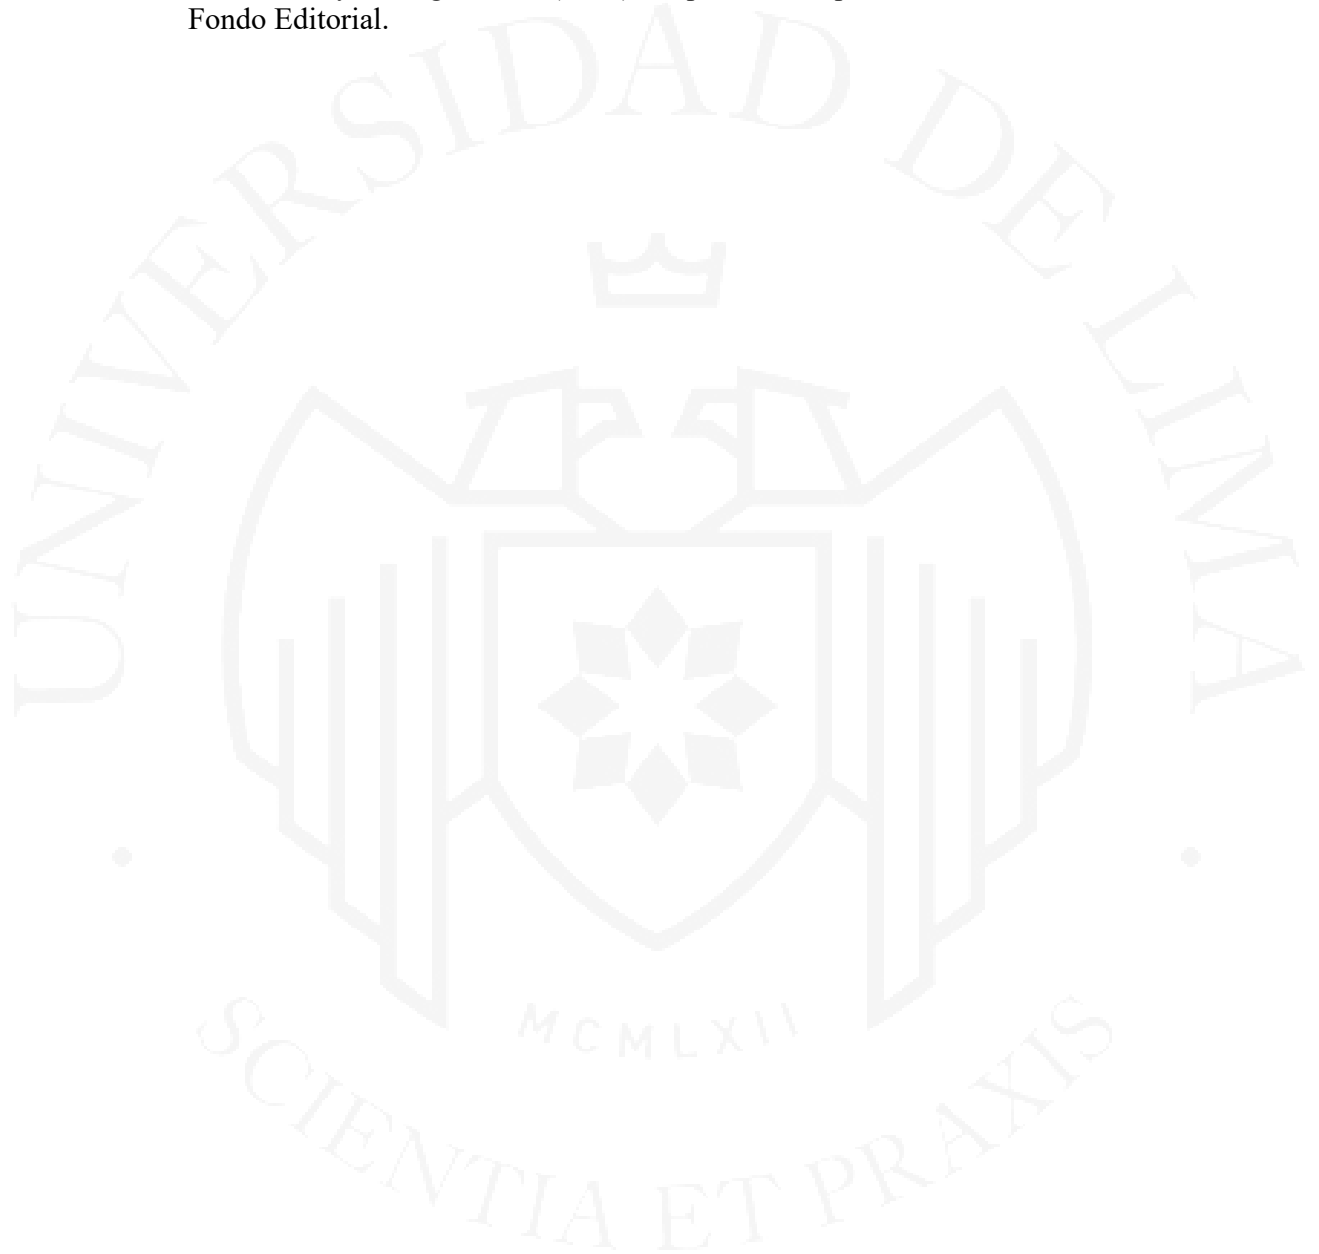 Fondo Editorial.
UNIVERSIDAD DE LIMA
MCMLXII
SCIENTIA ET PRAXIS